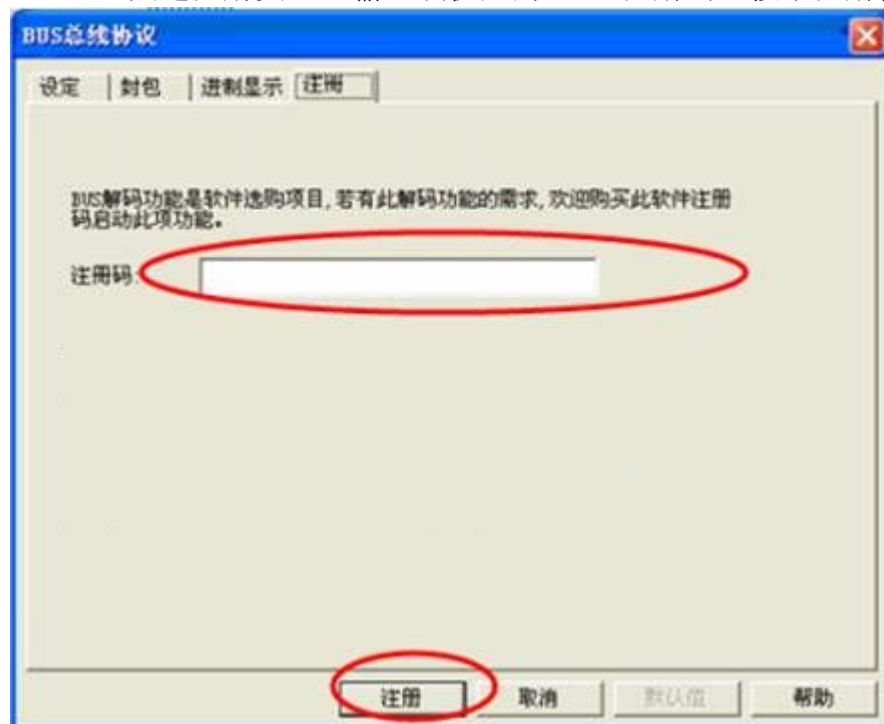 BUS总线协议
设定 封包 进制显示 注册
BUS解码功能是软件选购项目,若有此解码功能的需求,欢迎购买此软件注册
码启动此项功能。
注册码:
注册 取消 默认值 帮助